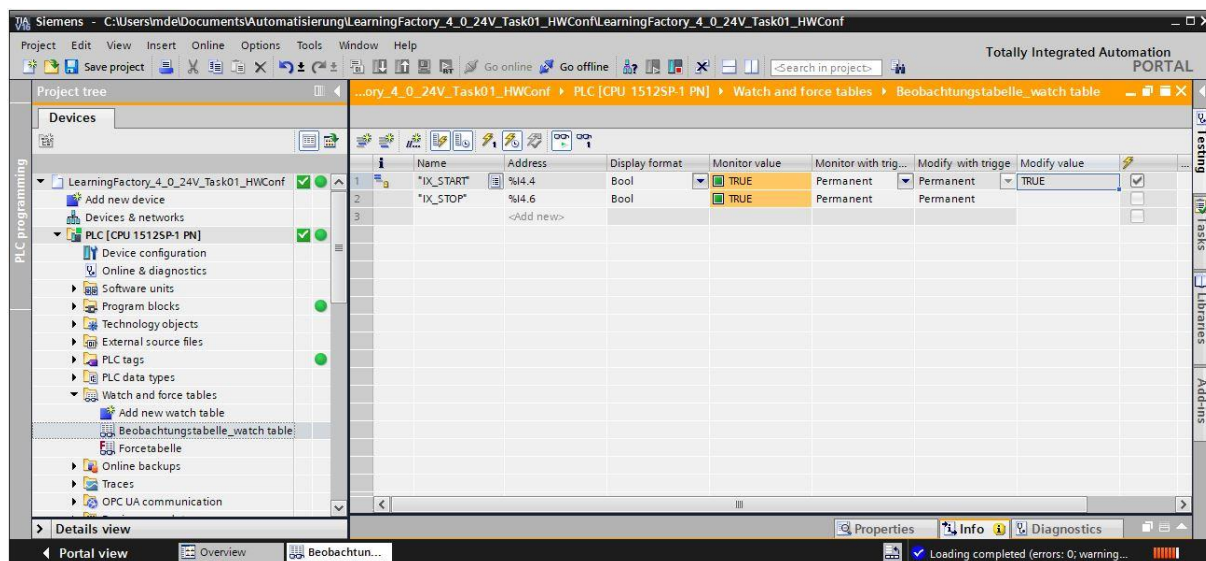 Siemens - C:\Users\mde\Documents\Automatisierung\LearningFactory_4_0_24V_Task01_HWConf\LearningFactory_4_0_24V_Task01_HWConf
Project Edit View Insert Online Options Tools Window Help
Totally Integrated Automation
PORTAL
Save project Go online Go offline <Search in project>
Project tree
...ory_4_0_24V_Task01_HWConf PLC [CPU 1512SP-1 PN] Watch and force tables Beobachtungstabelle_watch table
Devices
i Name Address Display format Monitor value Monitor with trig... Modify with trigge Modify value ...
1 "IX_START" %I4.4 Bool TRUE Permanent Permanent TRUE
2 "IX_STOP" %I4.6 Bool TRUE Permanent Permanent
3 <Add new>
LearningFactory_4_0_24V_Task01_HWConf
Add new device
Devices & networks
PLC [CPU 1512SP-1 PN]
Device configuration
Online & diagnostics
Software units
Program blocks
Technology objects
External source files
PLC tags
PLC data types
Watch and force tables
Add new watch table
Beobachtungstabelle_watch table
Forcetabelle
Online backups
Traces
OPC UA communication
PLC programming
Testing
Tasks
Libraries
Add-ins
Details view
Properties Info Diagnostics
Portal view Overview Beobachtun... Loading completed (errors: 0; warning...